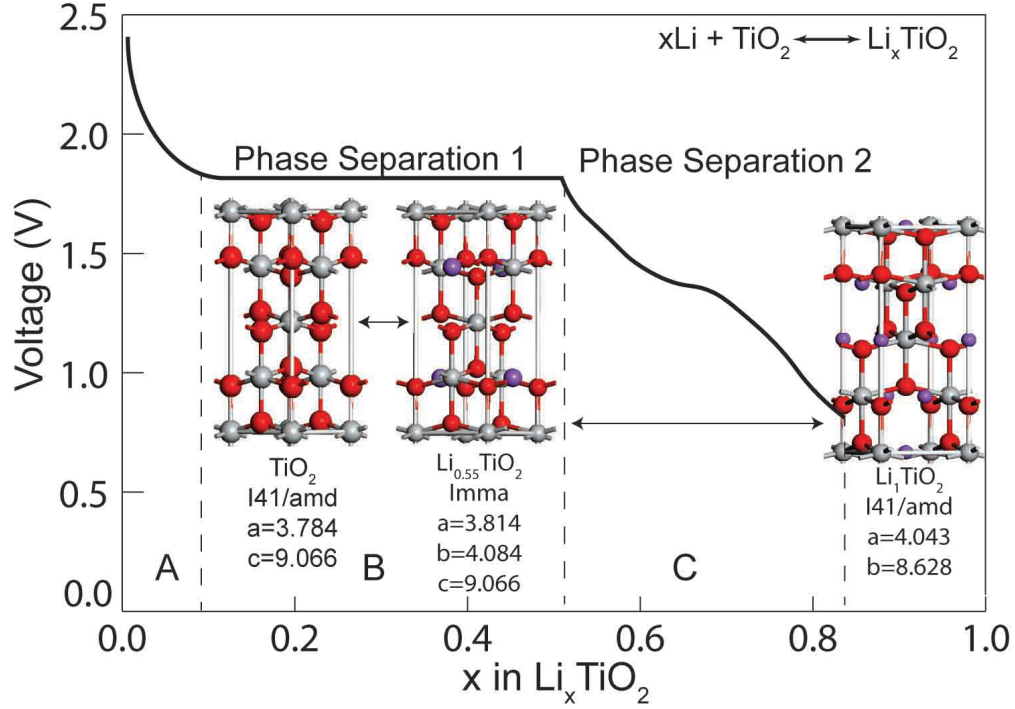 2.5
2.0
1.5
1.0
0.5
0.0
Voltage (V)
xLi + TiO₂ ⟷ LiₓTiO₂
Phase Separation 1
Phase Separation 2
TiO₂
I41/amd
a=3.784
c=9.066
Li₀.₅₅TiO₂
Imma
a=3.814
b=4.084
c=9.066
Li₁TiO₂
I41/amd
a=4.043
b=8.628
A
B
C
0.0 0.2 0.4 0.6 0.8 1.0
x in LiₓTiO₂